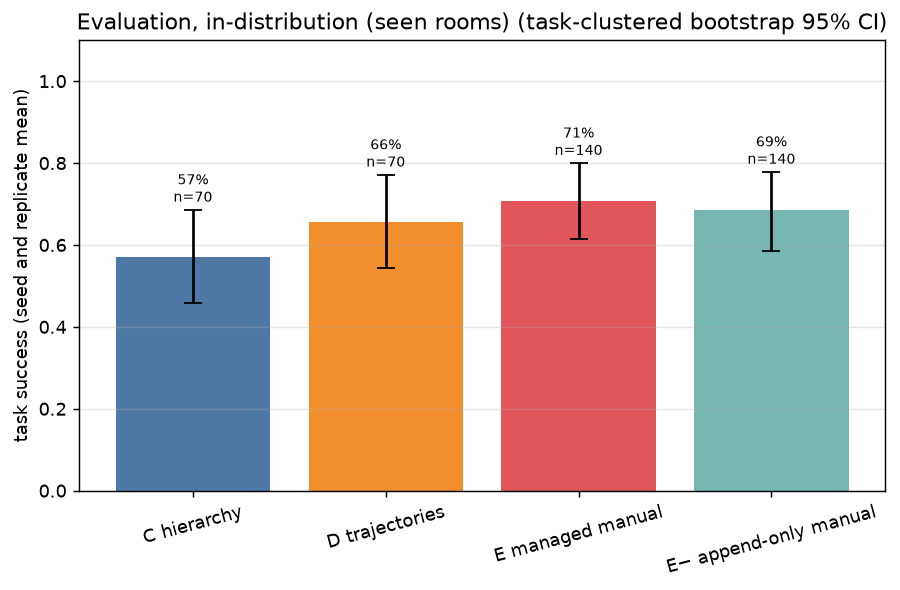 Evaluation, in-distribution (seen rooms) (task-clustered bootstrap 95% CI)
task success (seed and replicate mean)
1.0
0.8
0.6
0.4
0.2
0.0
57%
n=70
66%
n=70
71%
n=140
69%
n=140
C hierarchy
D trajectories
E managed manual
E− append-only manual